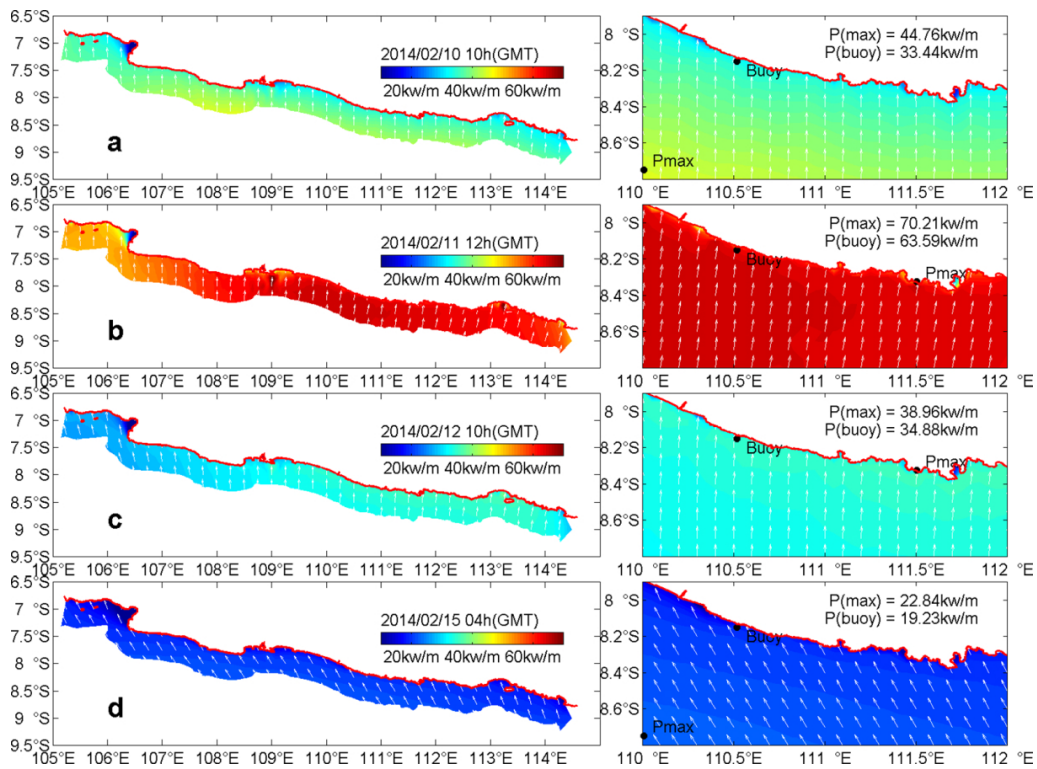 6.5°S
7 °S
7.5°S
8 °S
8.5°S
9 °S
9.5°S
2014/02/10 10h(GMT)
20kw/m 40kw/m 60kw/m
a
105°E 106°E 107°E 108°E 109°E 110°E 111°E 112°E 113°E 114°E
8 °S
8.2°S
8.4°S
8.6°S
P(max) = 44.76kw/m
P(buoy) = 33.44kw/m
Buoy
Pmax
110 110.5 111 111.5 112 °E
6.5°S
7 °S
7.5°S
8 °S
8.5°S
9 °S
9.5°S
2014/02/11 12h(GMT)
20kw/m 40kw/m 60kw/m
b
105°E 106°E 107°E 108°E 109°E 110°E 111°E 112°E 113°E 114°E
8 °S
8.2°S
8.4°S
8.6°S
P(max) = 70.21kw/m
P(buoy) = 63.59kw/m
Buoy
Pmax
110 110.5 111 111.5 112 °E
6.5°S
7 °S
7.5°S
8 °S
8.5°S
9 °S
9.5°S
2014/02/12 10h(GMT)
20kw/m 40kw/m 60kw/m
c
105°E 106°E 107°E 108°E 109°E 110°E 111°E 112°E 113°E 114°E
8 °S
8.2°S
8.4°S
8.6°S
P(max) = 38.96kw/m
P(buoy) = 34.88kw/m
Buoy
Pmax
110 110.5 111 111.5 112 °E
6.5°S
7 °S
7.5°S
8 °S
8.5°S
9 °S
9.5°S
2014/02/15 04h(GMT)
20kw/m 40kw/m 60kw/m
d
105°E 106°E 107°E 108°E 109°E 110°E 111°E 112°E 113°E 114°E
8 °S
8.2°S
8.4°S
8.6°S
P(max) = 22.84kw/m
P(buoy) = 19.23kw/m
Buoy
Pmax
110 110.5 111 111.5 112 °E